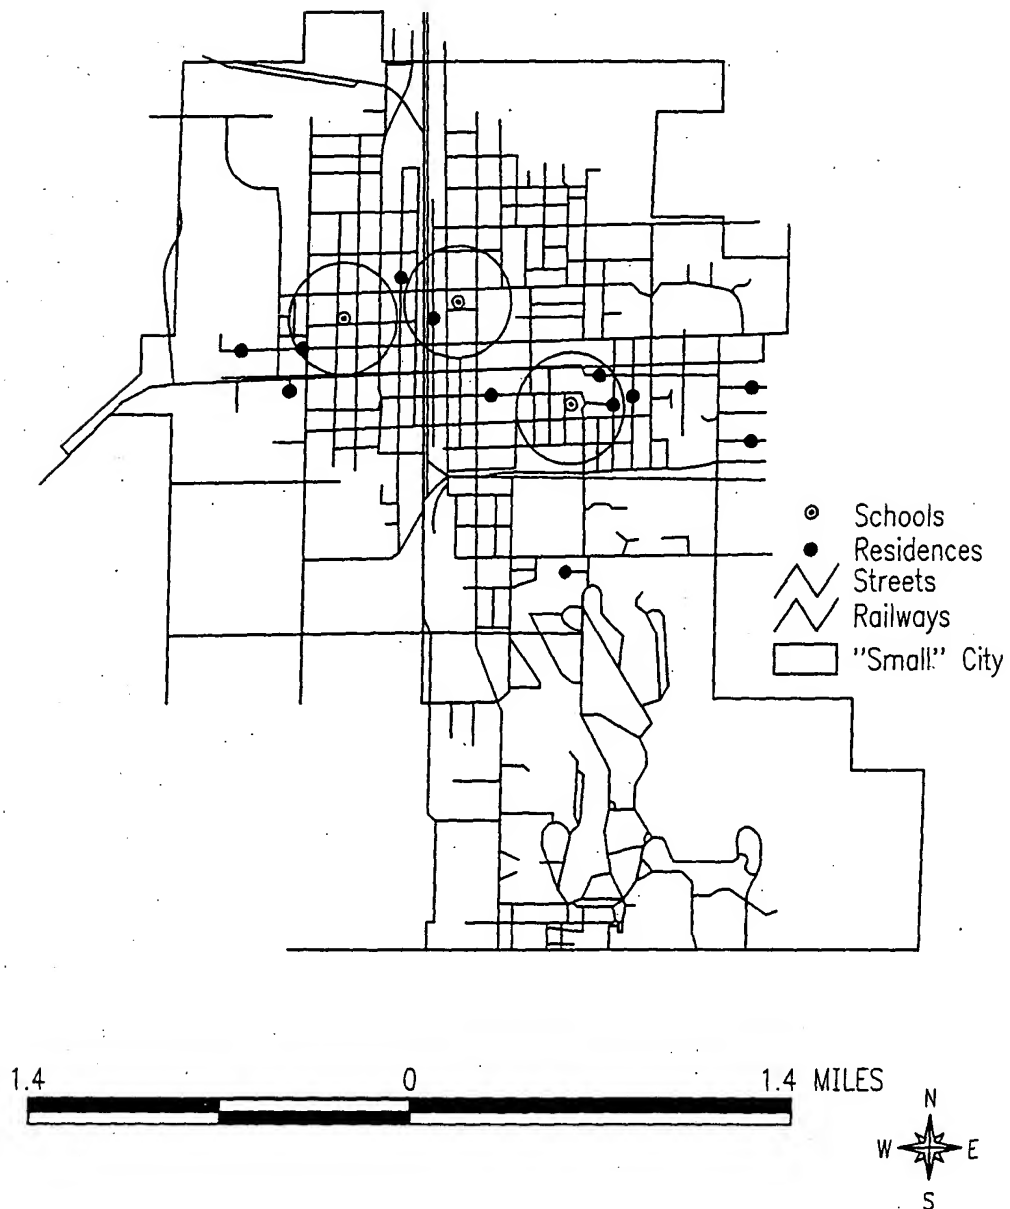 Schools
Residences
Streets
Railways
"Small" City
1.4 0 1.4 MILES
N
W E
S